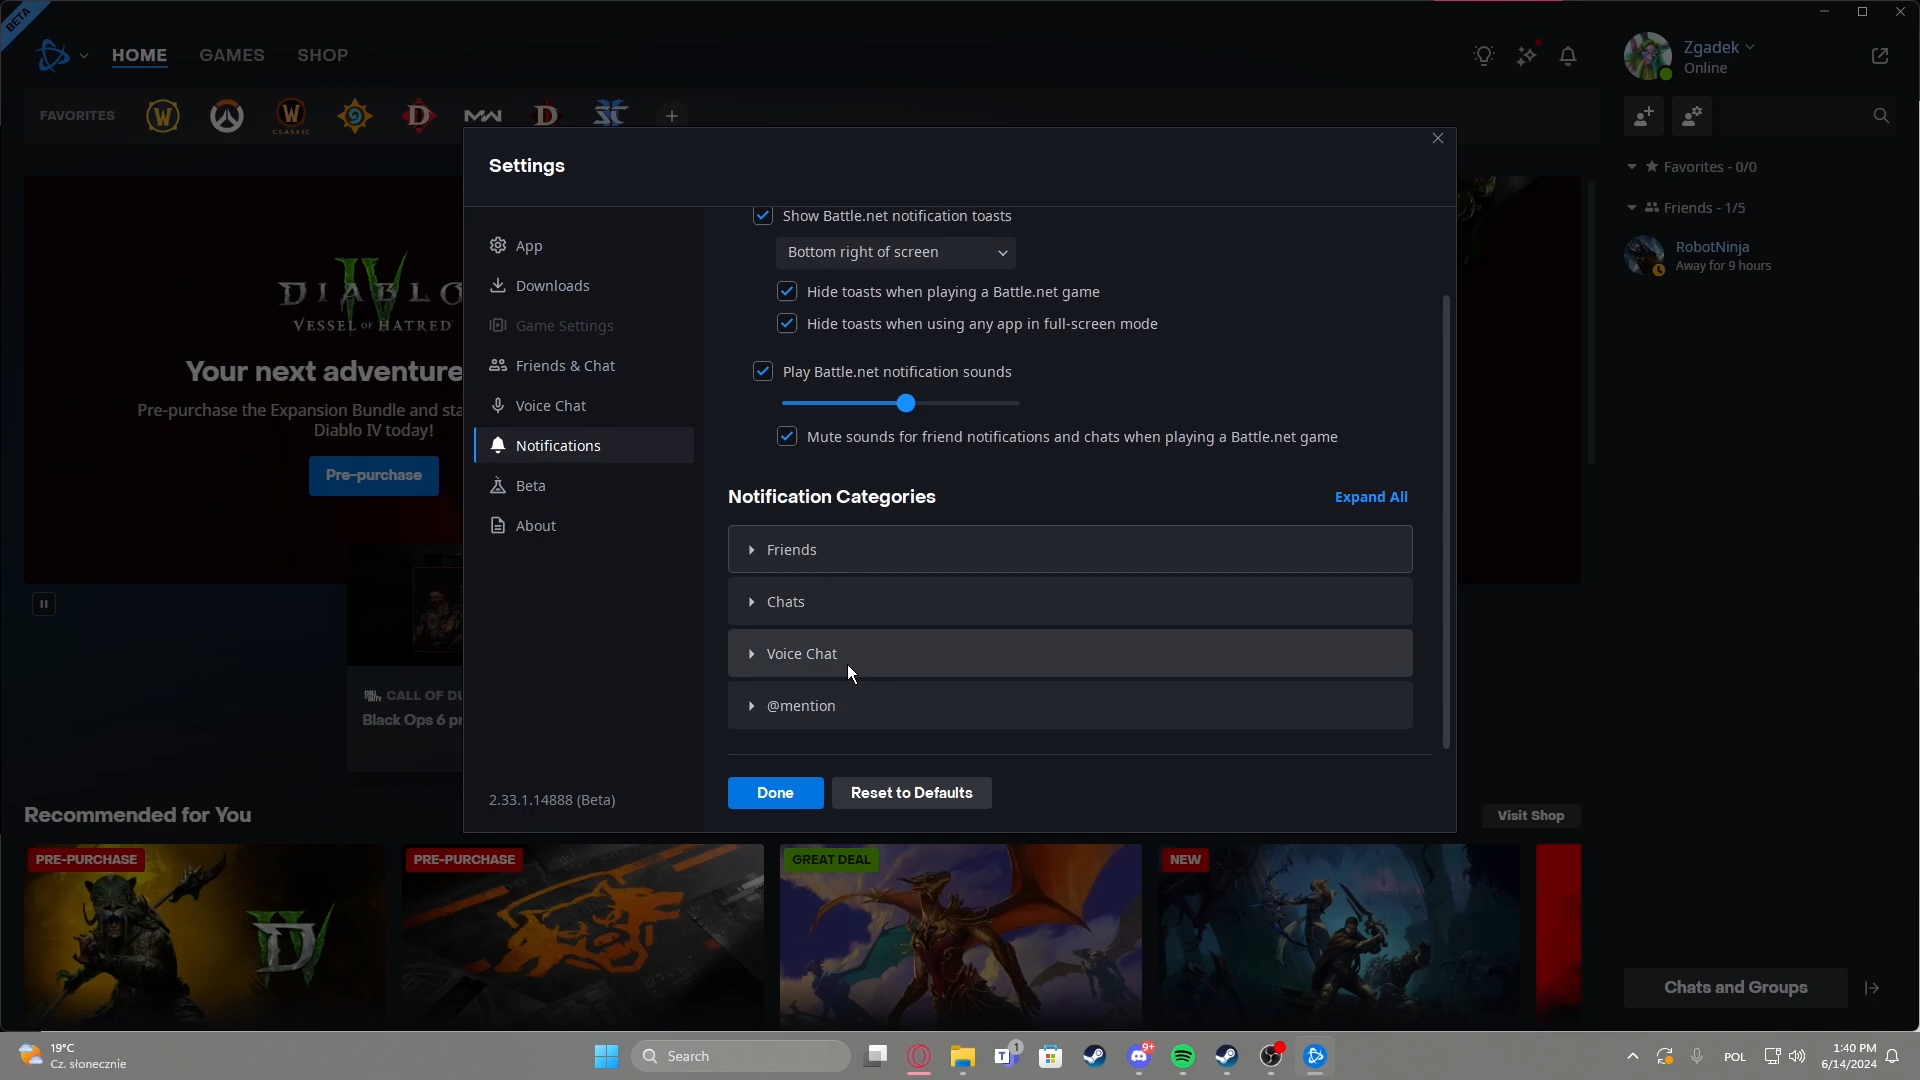 BETA
HOME GAMES SHOP
Zgadek
Online
FAVORITES
W
W
CLASSIC
D
D
Settings
Favorites - 0/0
Friends - 1/5
RobotNinja
Away for 9 hours
App
Downloads
Game Settings
Friends & Chat
Voice Chat
Notifications
Beta
About
2.33.1.14888 (Beta)
Show Battle.net notification toasts
Bottom right of screen
Hide toasts when playing a Battle.net game
Hide toasts when using any app in full-screen mode
Play Battle.net notification sounds
Mute sounds for friend notifications and chats when playing a Battle.net game
Notification Categories
Expand All
Friends
Chats
Voice Chat
@mention
Done
Reset to Defaults
DIABLO
IV
VESSEL of HATRED
Your next adventure
Pre-purchase the Expansion Bundle and sta
Diablo IV today!
Pre-purchase
CALL OF DU
Black Ops 6 pr
Recommended for You
Visit Shop
PRE-PURCHASE
PRE-PURCHASE
GREAT DEAL
NEW
Chats and Groups
19°C
Cz. słonecznie
Search
1
9+
POL
1:40 PM
6/14/2024